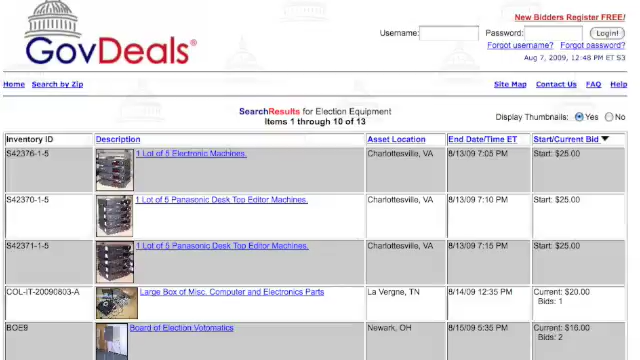 New Bidders Register FREE!
GovDeals®
Username: Password: Login!
Forgot username? Forgot password?
Aug 7, 2009, 12:48 PM ET S3
Home Search by Zip Site Map Contact Us FAQ Help
SearchResults for Election Equipment
Items 1 through 10 of 13
Display Thumbnails: Yes No
Inventory ID Description Asset Location End Date/Time ET Start/Current Bid
S42376-1-5 1 Lot of 5 Electronic Machines. Charlottesville, VA 8/13/09 7:05 PM Start: $25.00
S42370-1-5 1 Lot of 5 Panasonic Desk Top Editor Machines. Charlottesville, VA 8/13/09 7:10 PM Start: $25.00
S42371-1-5 1 Lot of 5 Panasonic Desk Top Editor Machines. Charlottesville, VA 8/13/09 7:15 PM Start: $25.00
COL-IT-20090803-A Large Box of Misc. Computer and Electronics Parts La Vergne, TN 8/14/09 12:35 PM Current: $20.00
Bids: 1
BOE9 Board of Election Votomatics Newark, OH 8/15/09 5:35 PM Current: $16.00
Bids: 2